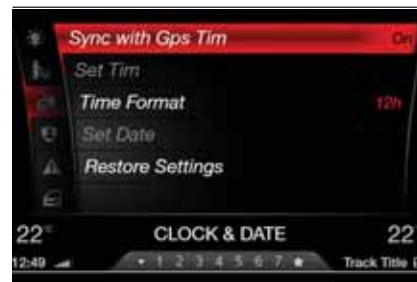 Sync with Gps Tim On
Set Tim
Time Format 12h
Set Date
Restore Settings
22° CLOCK & DATE 22
12:49 1 2 3 4 5 6 7 Track Title